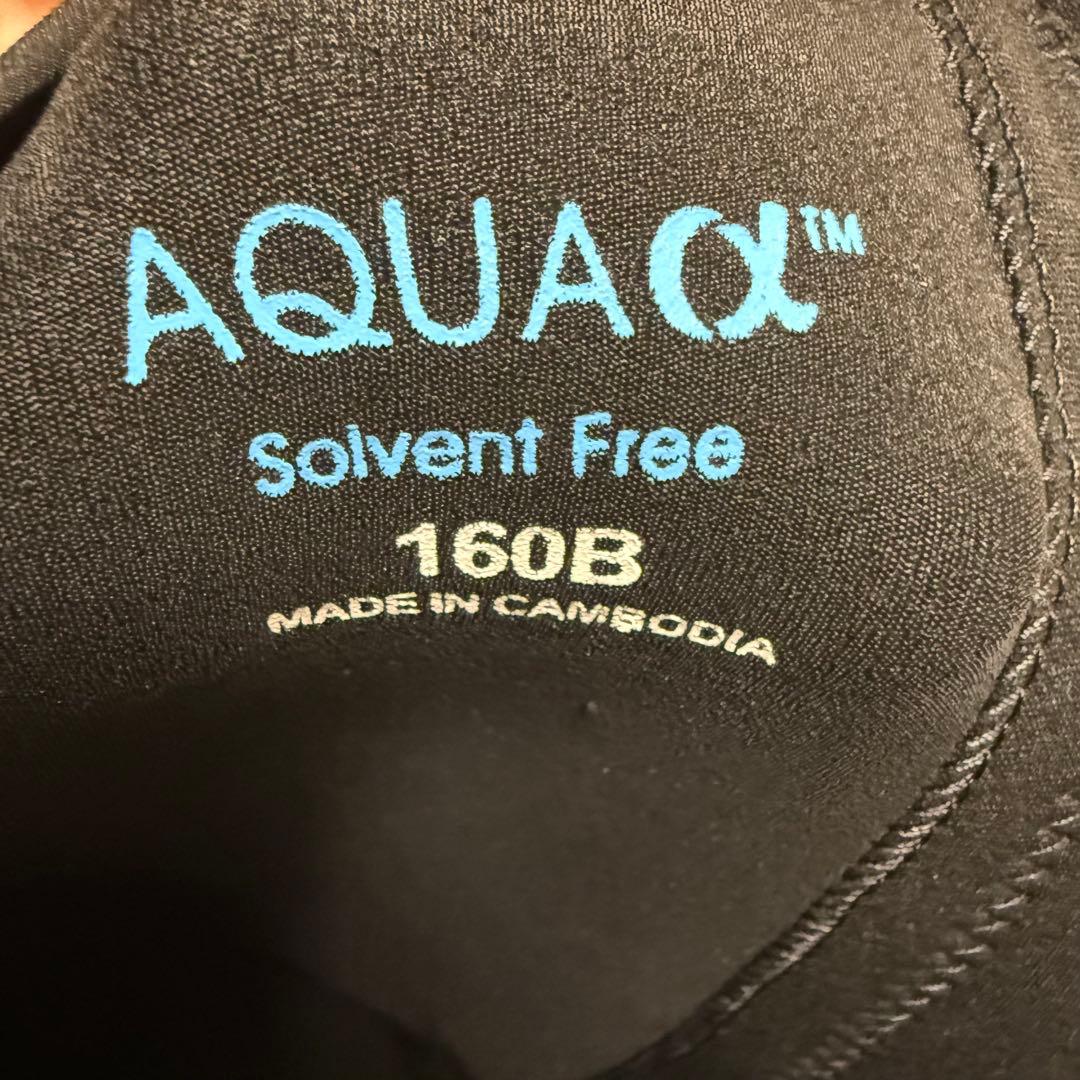 AQUAα™
Solvent Free
160B
MADE IN CAMBODIA